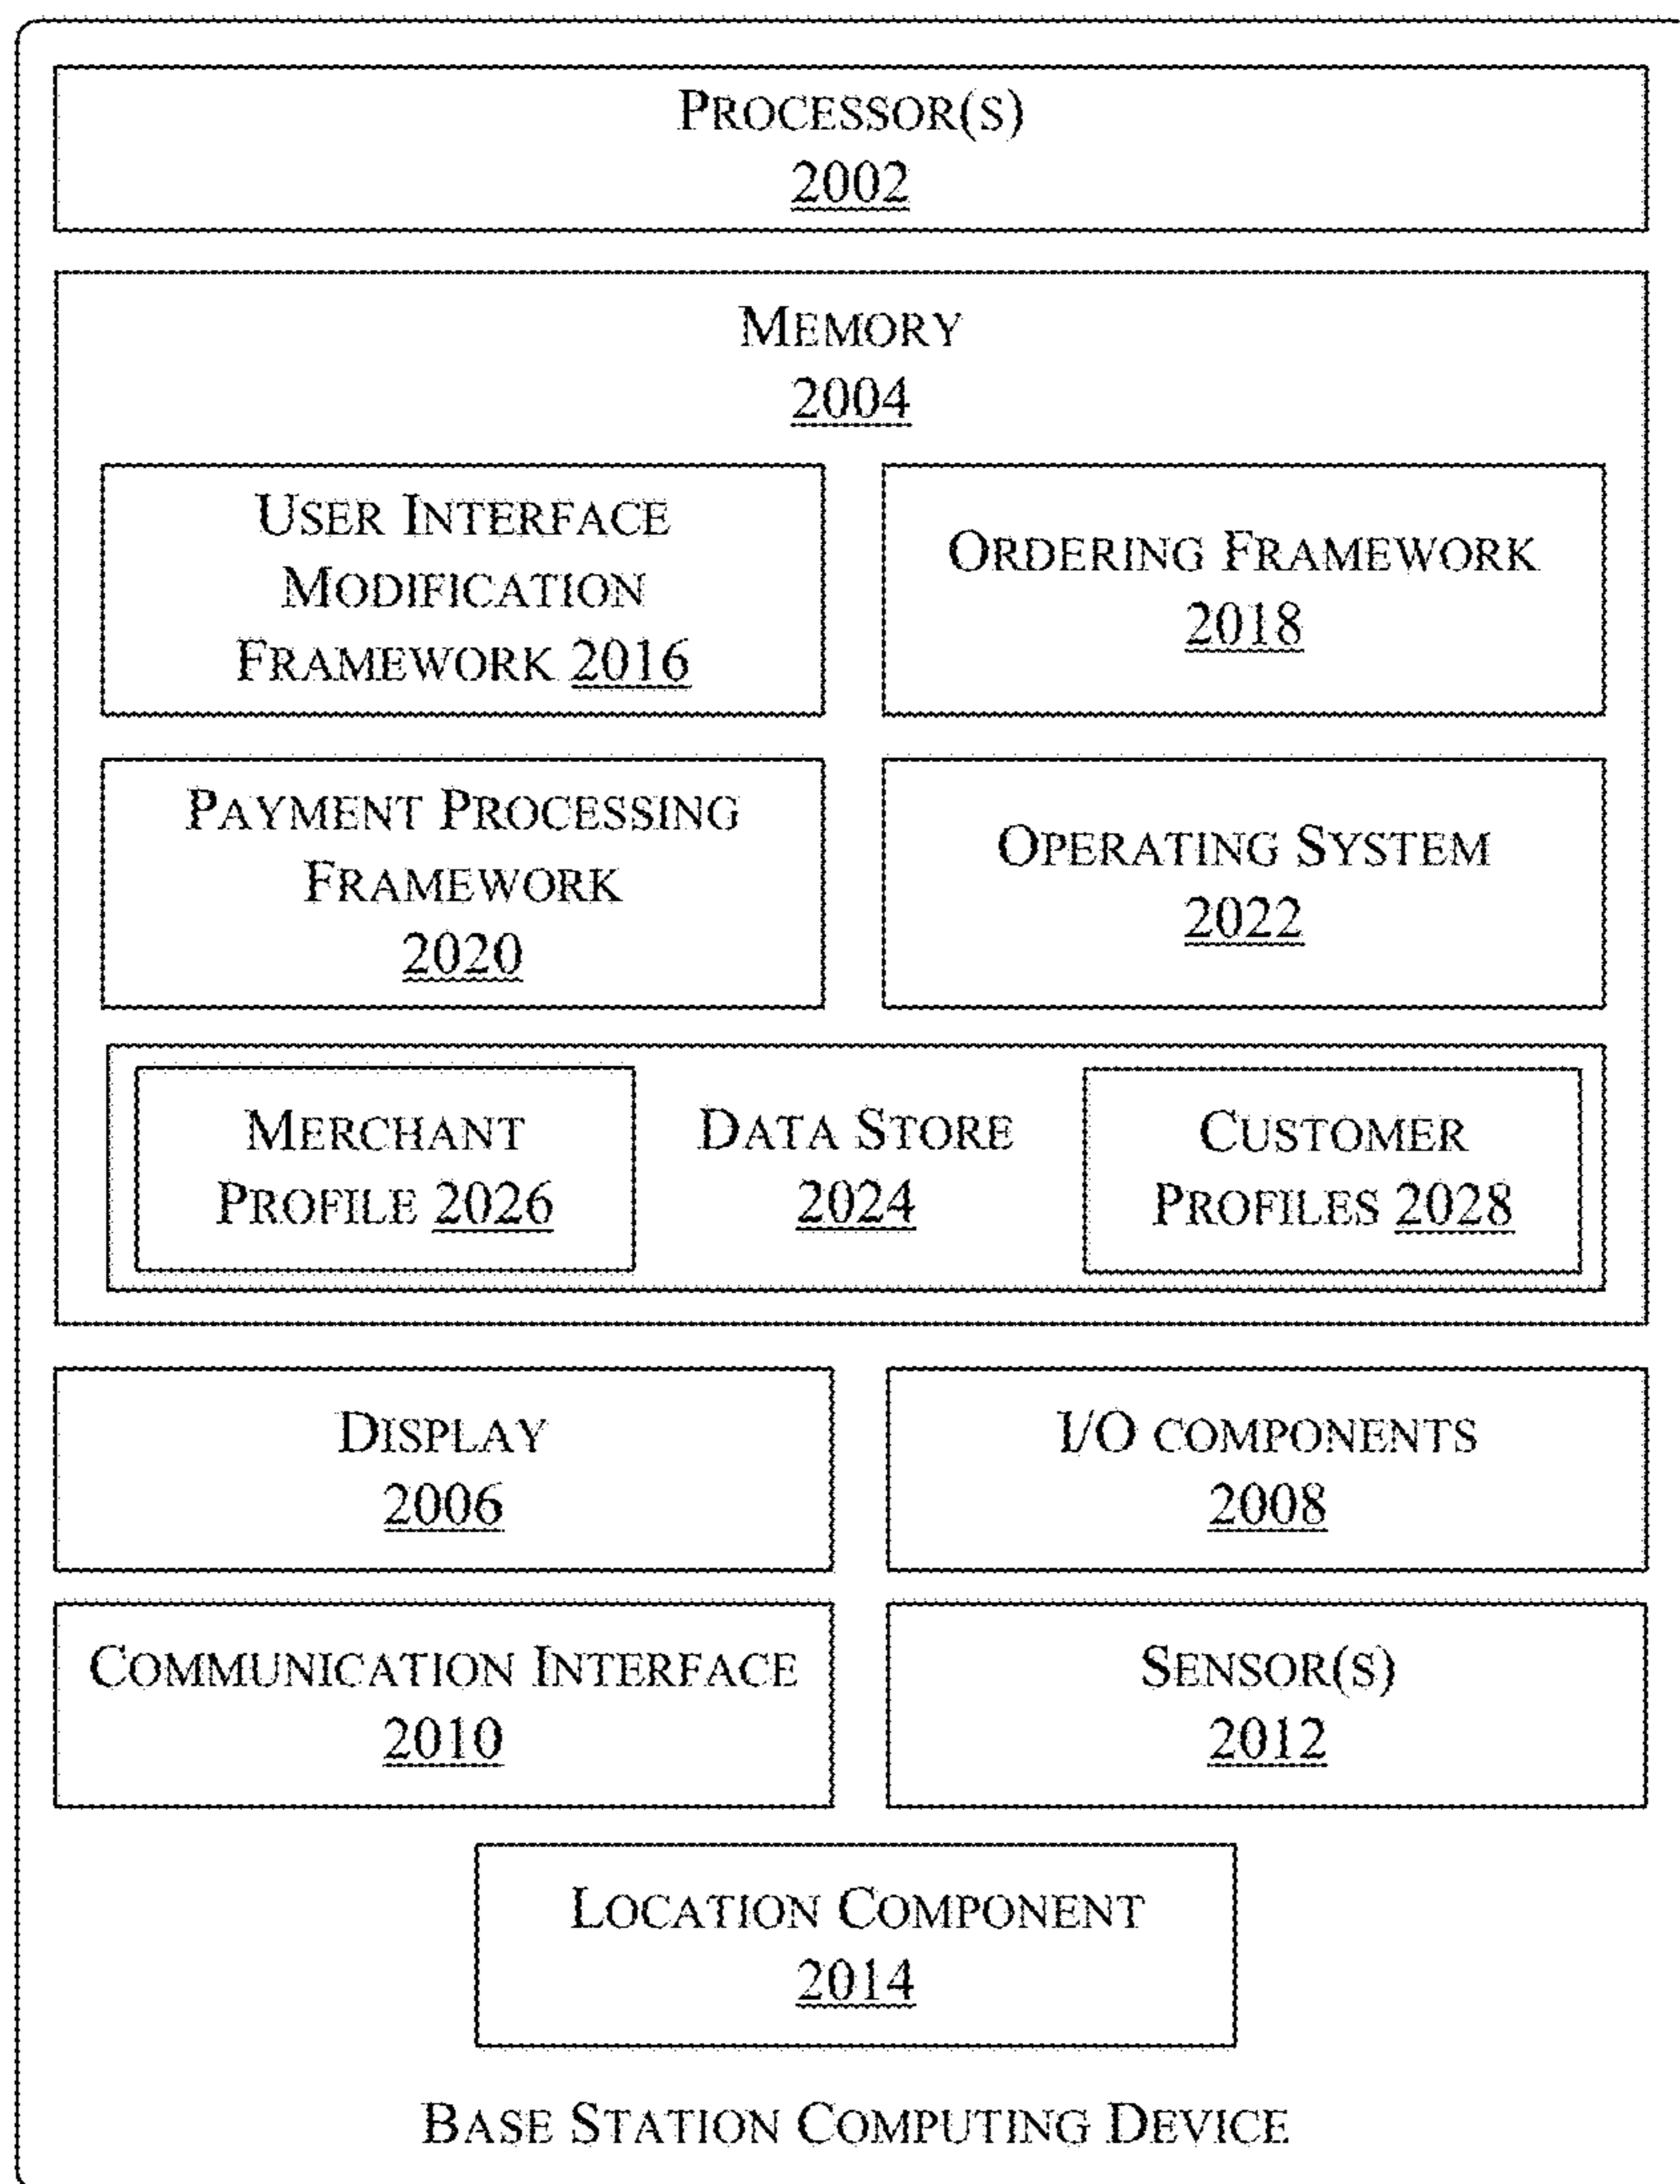 PROCESSOR(S)
2002
MEMORY
2004
USER INTERFACE
MODIFICATION
FRAMEWORK 2016
ORDERING FRAMEWORK
2018
PAYMENT PROCESSING
FRAMEWORK
2020
OPERATING SYSTEM
2022
MERCHANT
PROFILE 2026
DATA STORE
2024
CUSTOMER
PROFILES 2028
DISPLAY
2006
I/O COMPONENTS
2008
COMMUNICATION INTERFACE
2010
SENSOR(S)
2012
LOCATION COMPONENT
2014
BASE STATION COMPUTING DEVICE